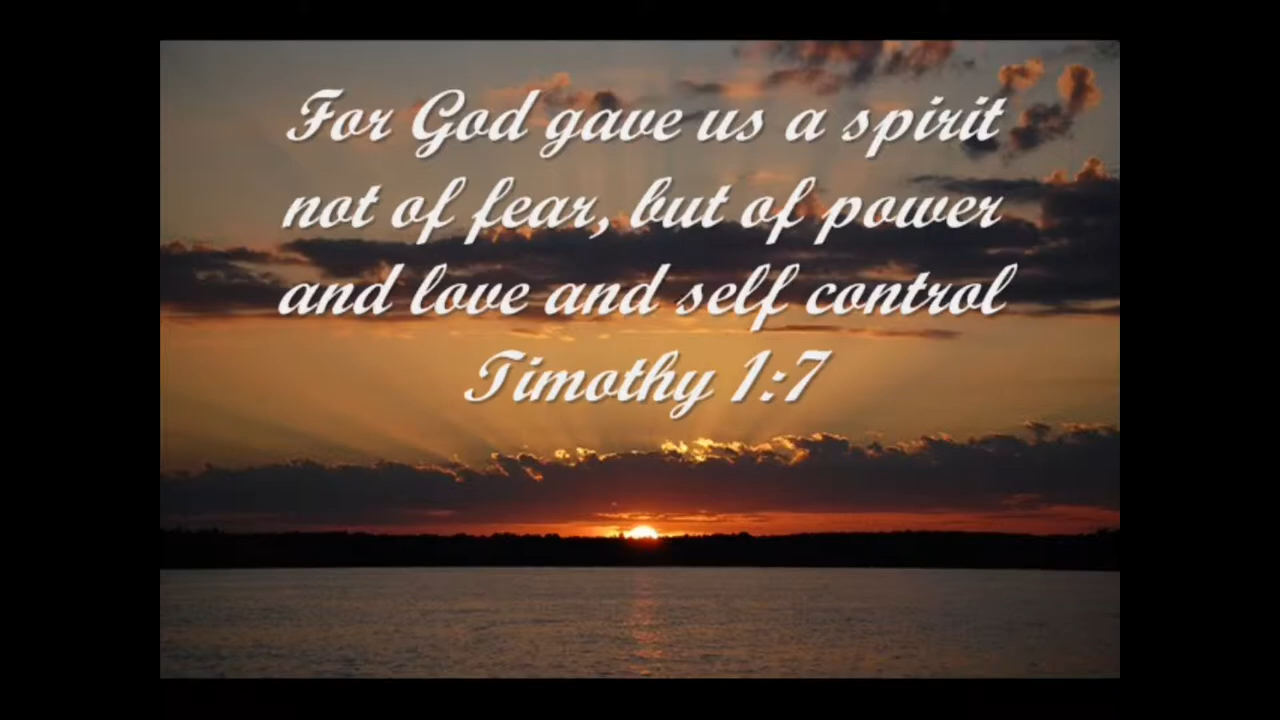 For God gave us a spirit
not of fear, but of power
and love and self control
Timothy 1:7